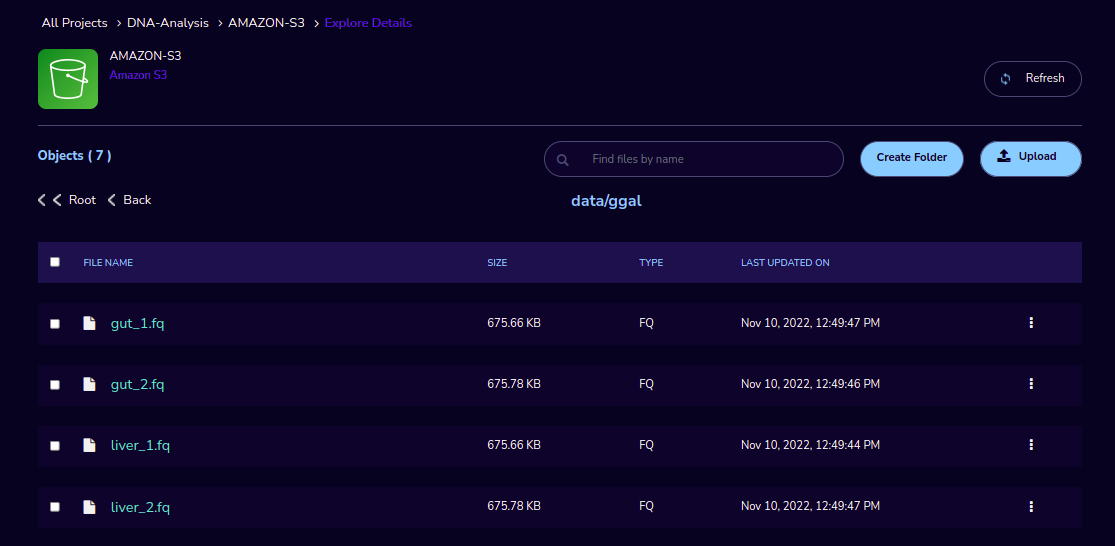 All Projects > DNA-Analysis > AMAZON-S3 > Explore Details
AMAZON-S3
Amazon S3
Refresh
Objects ( 7 )
Find files by name
Create Folder
Upload
Root
Back
data/ggal
FILE NAME SIZE TYPE LAST UPDATED ON
gut_1.fq 675.66 KB FQ Nov 10, 2022, 12:49:47 PM
gut_2.fq 675.78 KB FQ Nov 10, 2022, 12:49:46 PM
liver_1.fq 675.66 KB FQ Nov 10, 2022, 12:49:44 PM
liver_2.fq 675.78 KB FQ Nov 10, 2022, 12:49:47 PM